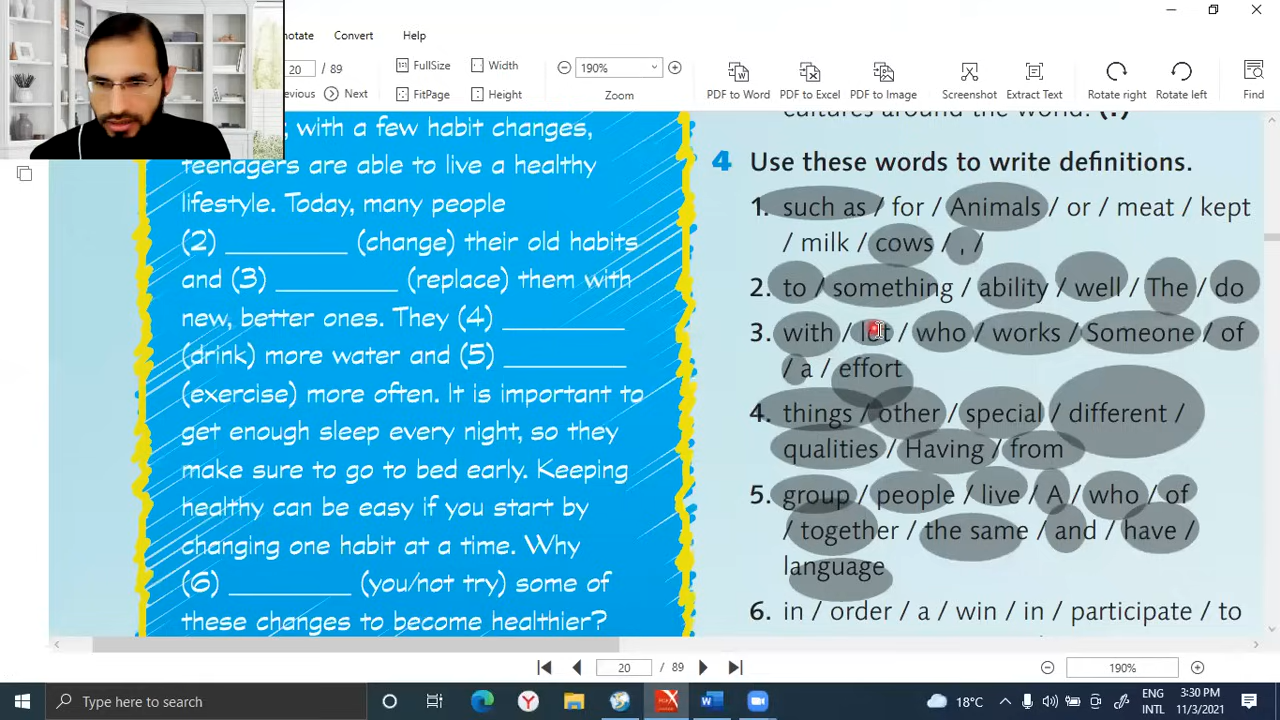 notate Convert Help
20 / 89
FullSize Width
190%
PDF to Word PDF to Excel PDF to Image Screenshot Extract Text Rotate right Rotate left Find
vious Next FitPage Height Zoom
, with a few habit changes,
teenagers are able to live a healthy
lifestyle. Today, many people
(2) __________ (change) their old habits
and (3) __________ (replace) them with
new, better ones. They (4) __________
(drink) more water and (5) __________
(exercise) more often. It is important to
get enough sleep every night, so they
make sure to go to bed early. Keeping
healthy can be easy if you start by
changing one habit at a time. Why
(6) __________ (you/not try) some of
these changes to become healthier?
cultures around the world. (?)
4 Use these words to write definitions.
1. such as / for / Animals / or / meat / kept
/ milk / cows / , /
2. to / something / ability / well / The / do
3. with / lot / who / works / Someone / of
/ a / effort
4. things / other / special / different /
qualities / Having / from
5. group / people / live / A / who / of
/ together / the same / and / have /
language
6. in / order / a / win / in / participate / to
20 / 89
190%
Type here to search
18°C
ENG
INTL
3:30 PM
11/3/2021